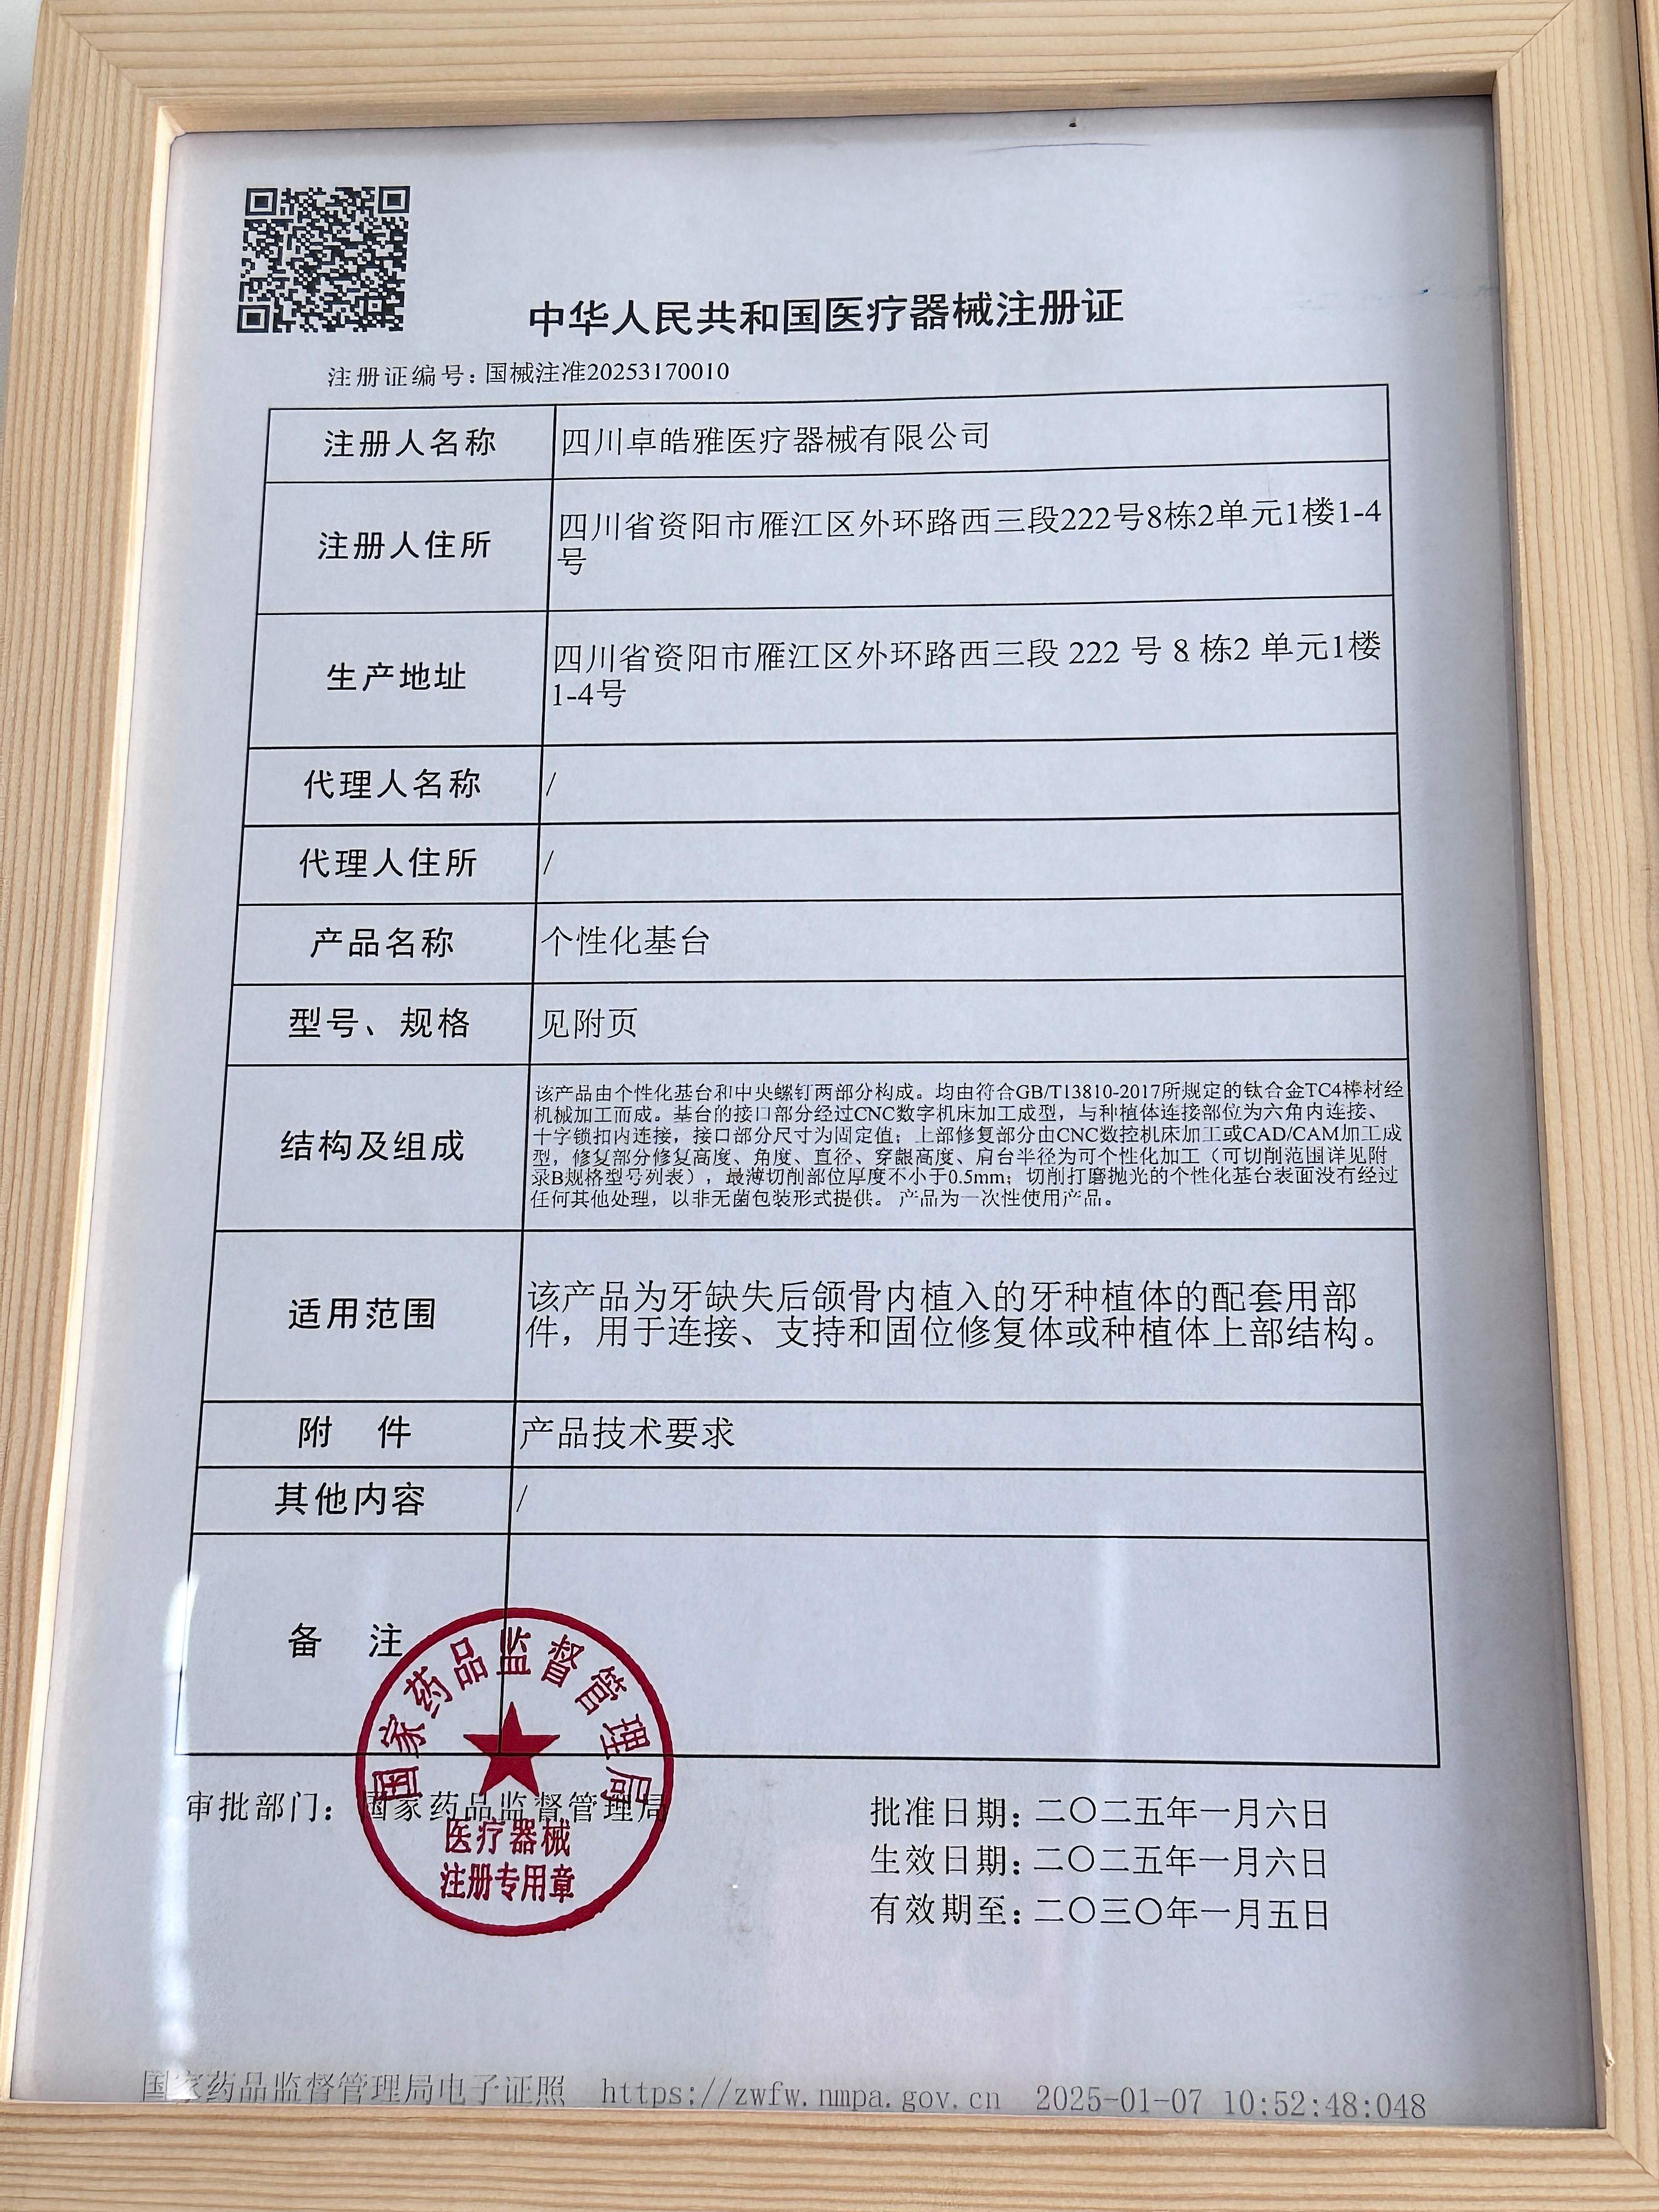 中华人民共和国医疗器械注册证
注册证编号：国械注准20253170010
注册人名称 四川卓皓雅医疗器械有限公司
注册人住所 四川省资阳市雁江区外环路西三段222号8栋2单元1楼1-4
号
生产地址 四川省资阳市雁江区外环路西三段 222 号 8 栋2 单元1楼
1-4号
代理人名称 /
代理人住所 /
产品名称 个性化基台
型号、规格 见附页
结构及组成 该产品由个性化基台和中央螺钉两部分构成。均由符合GB/T13810-2017所规定的钛合金TC4棒材经
机械加工而成。基台的接口部分经过CNC数字机床加工成型，与种植体连接部位为六角内连接、
十字锁扣内连接，接口部分尺寸为固定值；上部修复部分由CNC数控机床加工或CAD/CAM加工成
型，修复部分修复高度、角度、直径、穿龈高度、肩台半径为可个性化加工（可切削范围详见附
录B规格型号列表），最薄切削部位厚度不小于0.5mm；切削打磨抛光的个性化基台表面没有经过
任何其他处理，以非无菌包装形式提供。 产品为一次性使用产品。
适用范围 该产品为牙缺失后颌骨内植入的牙种植体的配套用部
件，用于连接、支持和固位修复体或种植体上部结构。
附 件 产品技术要求
其他内容 /
备 注
审批部门：国家药品监督管理局
国家药品监督管理局
医疗器械
注册专用章
批准日期：二〇二五年一月六日
生效日期：二〇二五年一月六日
有效期至：二〇三〇年一月五日
国家药品监督管理局电子证照 https://zwfw.nmpa.gov.cn 2025-01-07 10:52:48:048